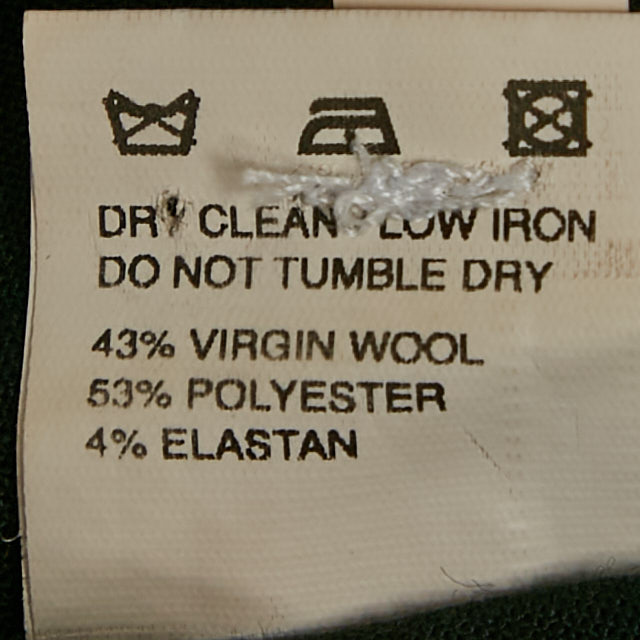 DRY CLEAN LOW IRON
DO NOT TUMBLE DRY
43% VIRGIN WOOL
53% POLYESTER
4% ELASTAN